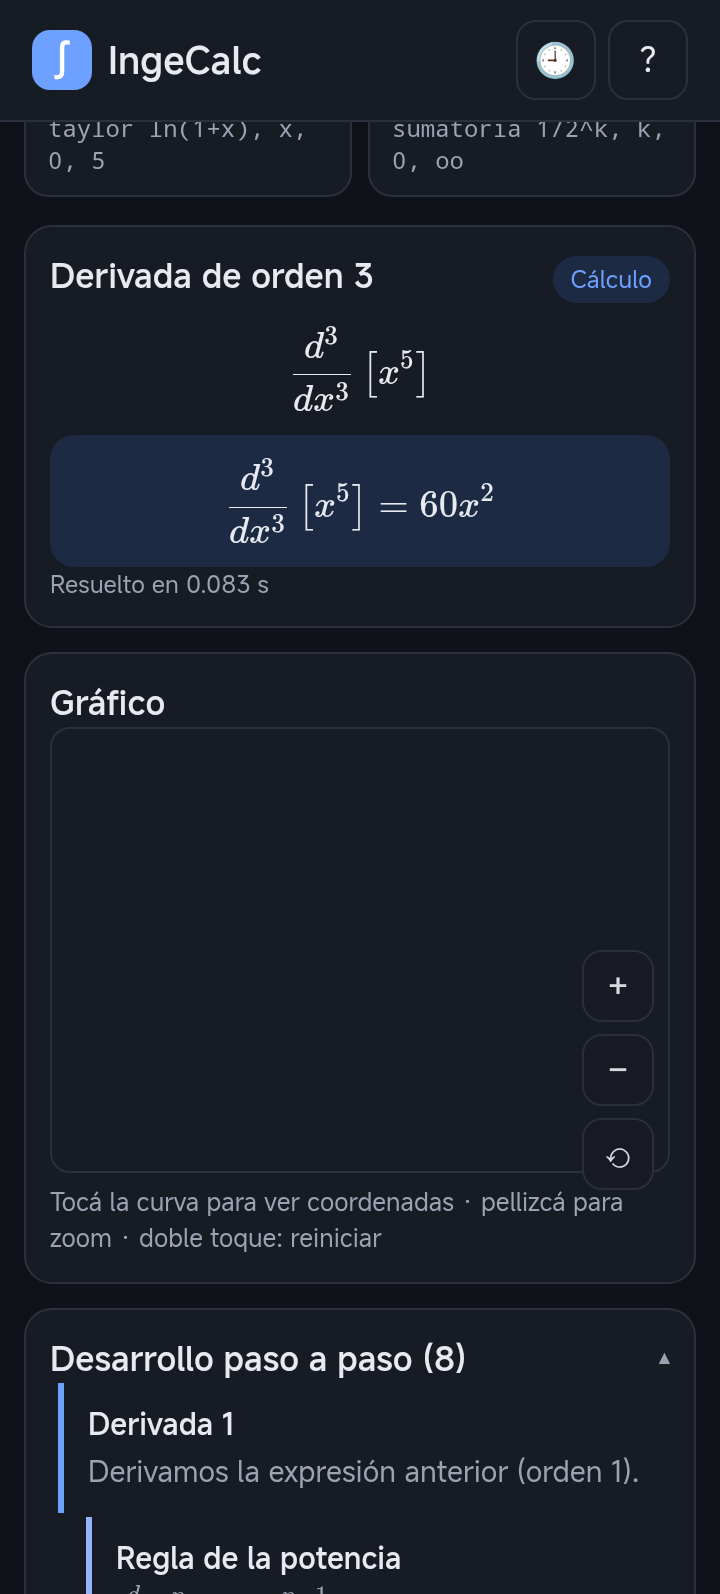 ∫ IngeCalc ?
taylor ln(1+x), x,
0, 5
sumatoria 1/2^k, k,
0, oo
Derivada de orden 3
Cálculo
d³/dx³ [x⁵]
d³/dx³ [x⁵] = 60x²
Resuelto en 0.083 s
Gráfico
+
−
⟲
Tocá la curva para ver coordenadas · pellizcá para
zoom · doble toque: reiniciar
Desarrollo paso a paso (8) ▲
Derivada 1
Derivamos la expresión anterior (orden 1).
Regla de la potencia